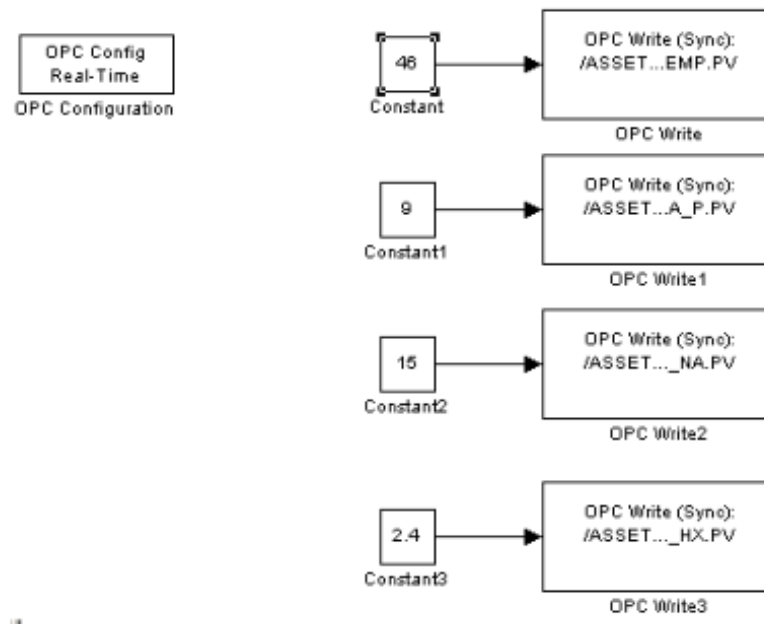 OPC Config
Real-Time
OPC Configuration
46
Constant
OPC Write (Sync):
/ASSET...EMP.PV
OPC Write
9
Constant1
OPC Write (Sync):
/ASSET...A_P.PV
OPC Write1
15
Constant2
OPC Write (Sync):
/ASSET..._NA.PV
OPC Write2
2.4
Constant3
OPC Write (Sync):
/ASSET..._HX.PV
OPC Write3